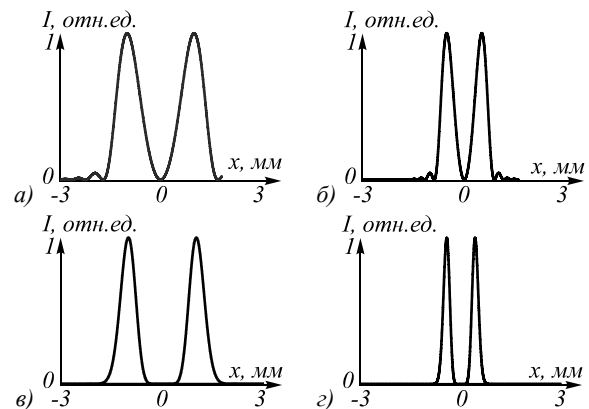 I, отн.ед.
1
0
x, мм
а)
-3
0
3
I, отн.ед.
1
0
x, мм
б)
-3
0
3
I, отн.ед.
1
0
x, мм
в)
-3
0
3
I, отн.ед.
1
0
x, мм
г)
-3
0
3